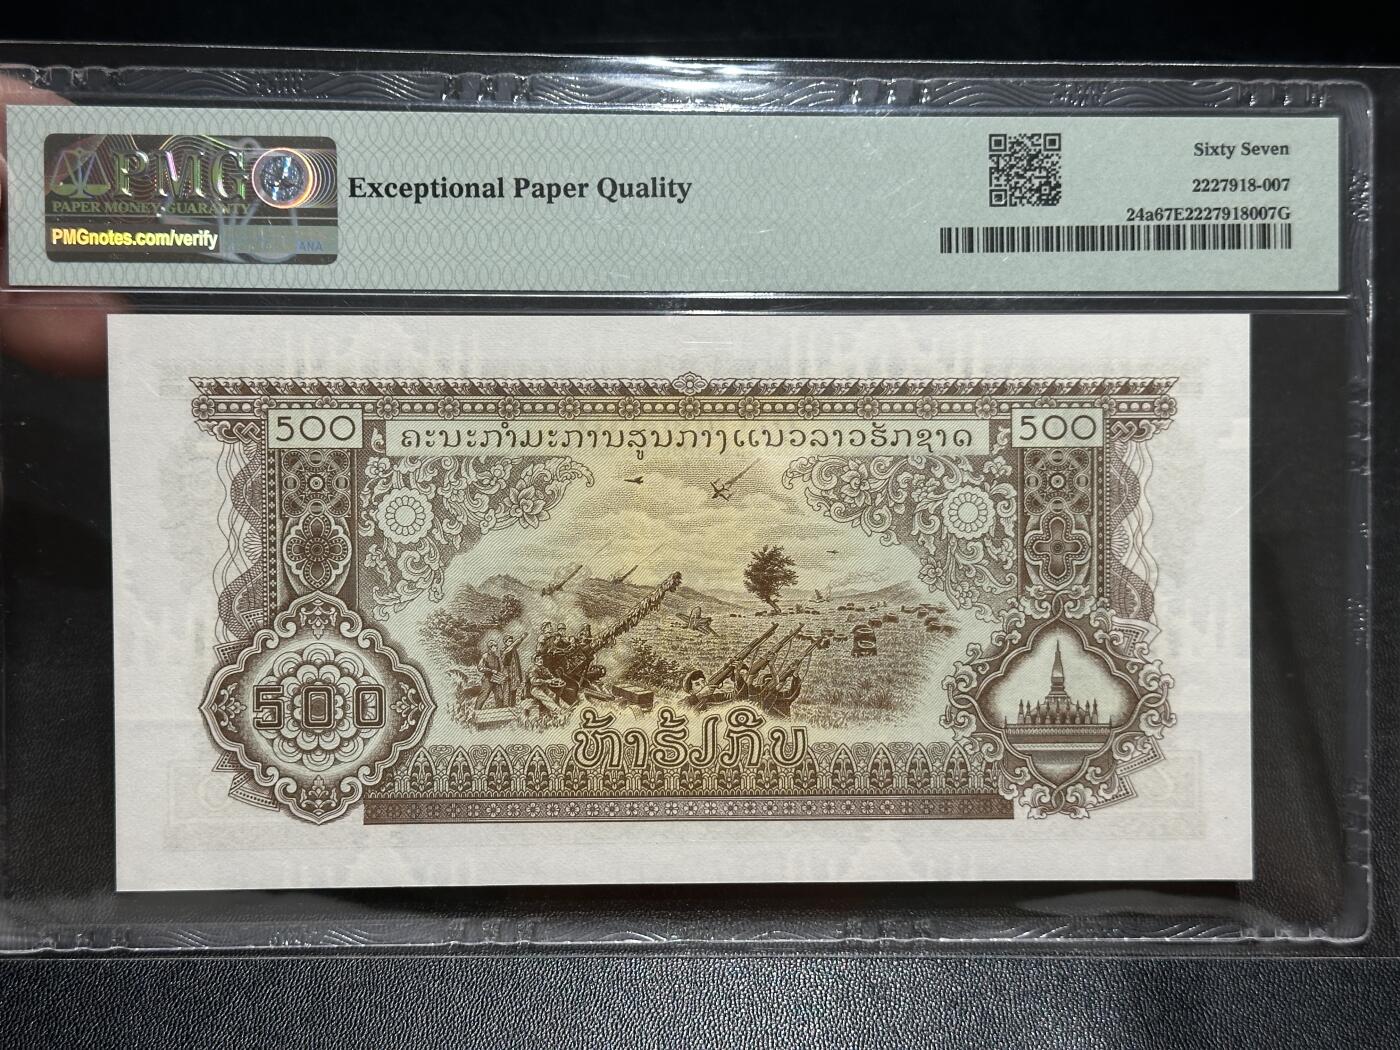 PMG
PAPER MONEY GUARANTY
PMGnotes.com/verify
ANA
Exceptional Paper Quality
Sixty Seven
2227918-007
24a67E2227918007G
500
ຄະນະກຳມະການສູນກາງແນວລາວຮັກຊາດ
500
500
ຫ້າຮ້ຽກີບ